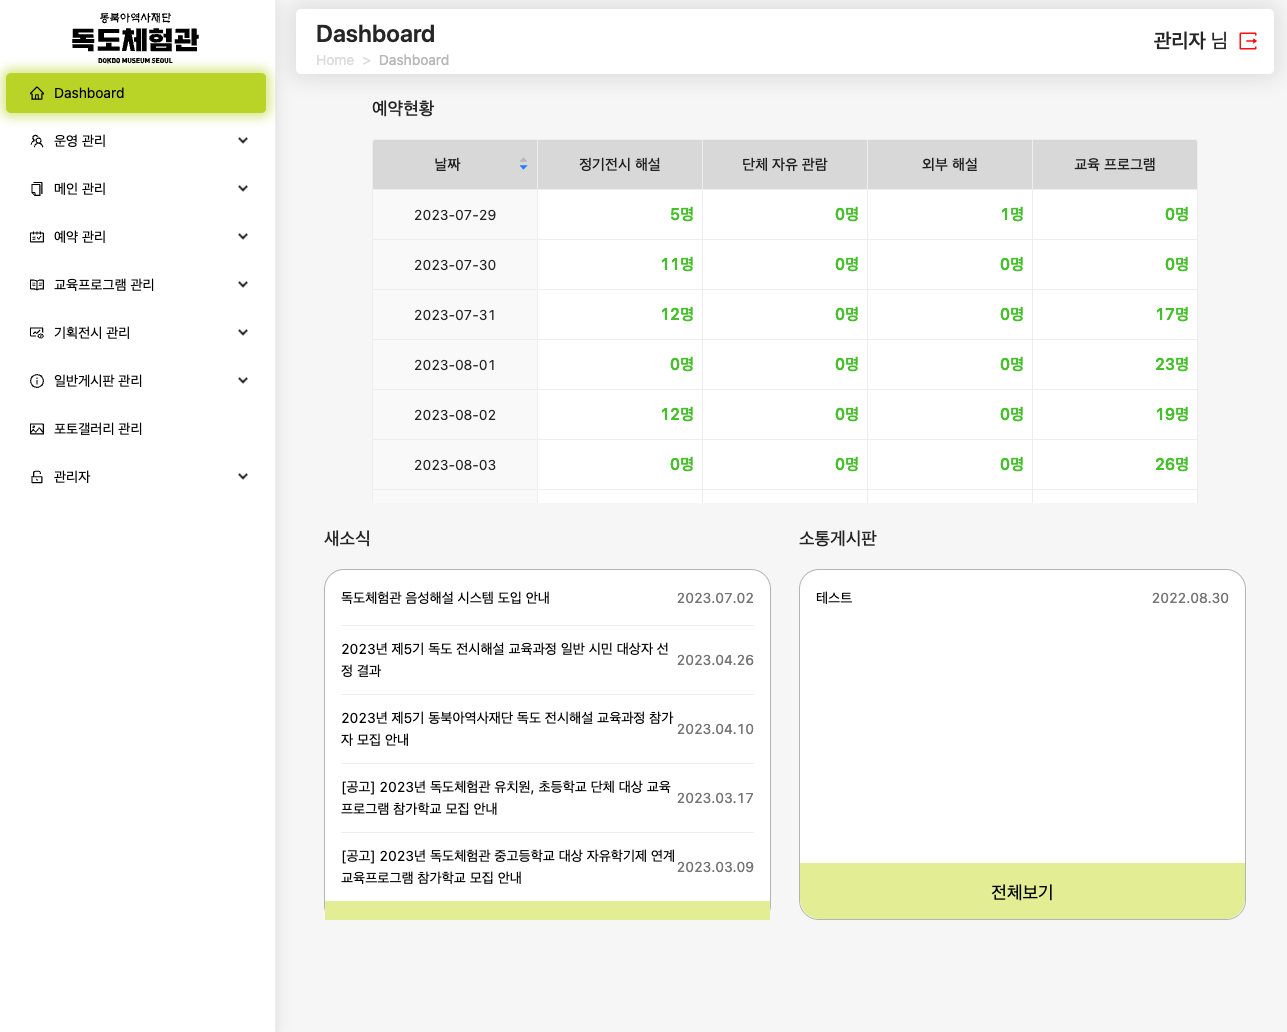 동북아역사재단
독도체험관
DOKDO MUSEUM SEOUL
Dashboard
운영 관리
메인 관리
예약 관리
교육프로그램 관리
기획전시 관리
일반게시판 관리
포토갤러리 관리
관리자
Dashboard
Home > Dashboard
관리자 님
예약현황
날짜 정기전시 해설 단체 자유 관람 외부 해설 교육 프로그램
2023-07-29 5명 0명 1명 0명
2023-07-30 11명 0명 0명 0명
2023-07-31 12명 0명 0명 17명
2023-08-01 0명 0명 0명 23명
2023-08-02 12명 0명 0명 19명
2023-08-03 0명 0명 0명 26명
새소식
독도체험관 음성해설 시스템 도입 안내 2023.07.02
2023년 제5기 독도 전시해설 교육과정 일반 시민 대상자 선
정 결과
2023.04.26
2023년 제5기 동북아역사재단 독도 전시해설 교육과정 참가
자 모집 안내
2023.04.10
[공고] 2023년 독도체험관 유치원, 초등학교 단체 대상 교육
프로그램 참가학교 모집 안내
2023.03.17
[공고] 2023년 독도체험관 중고등학교 대상 자유학기제 연계
교육프로그램 참가학교 모집 안내
2023.03.09
소통게시판
테스트 2022.08.30
전체보기